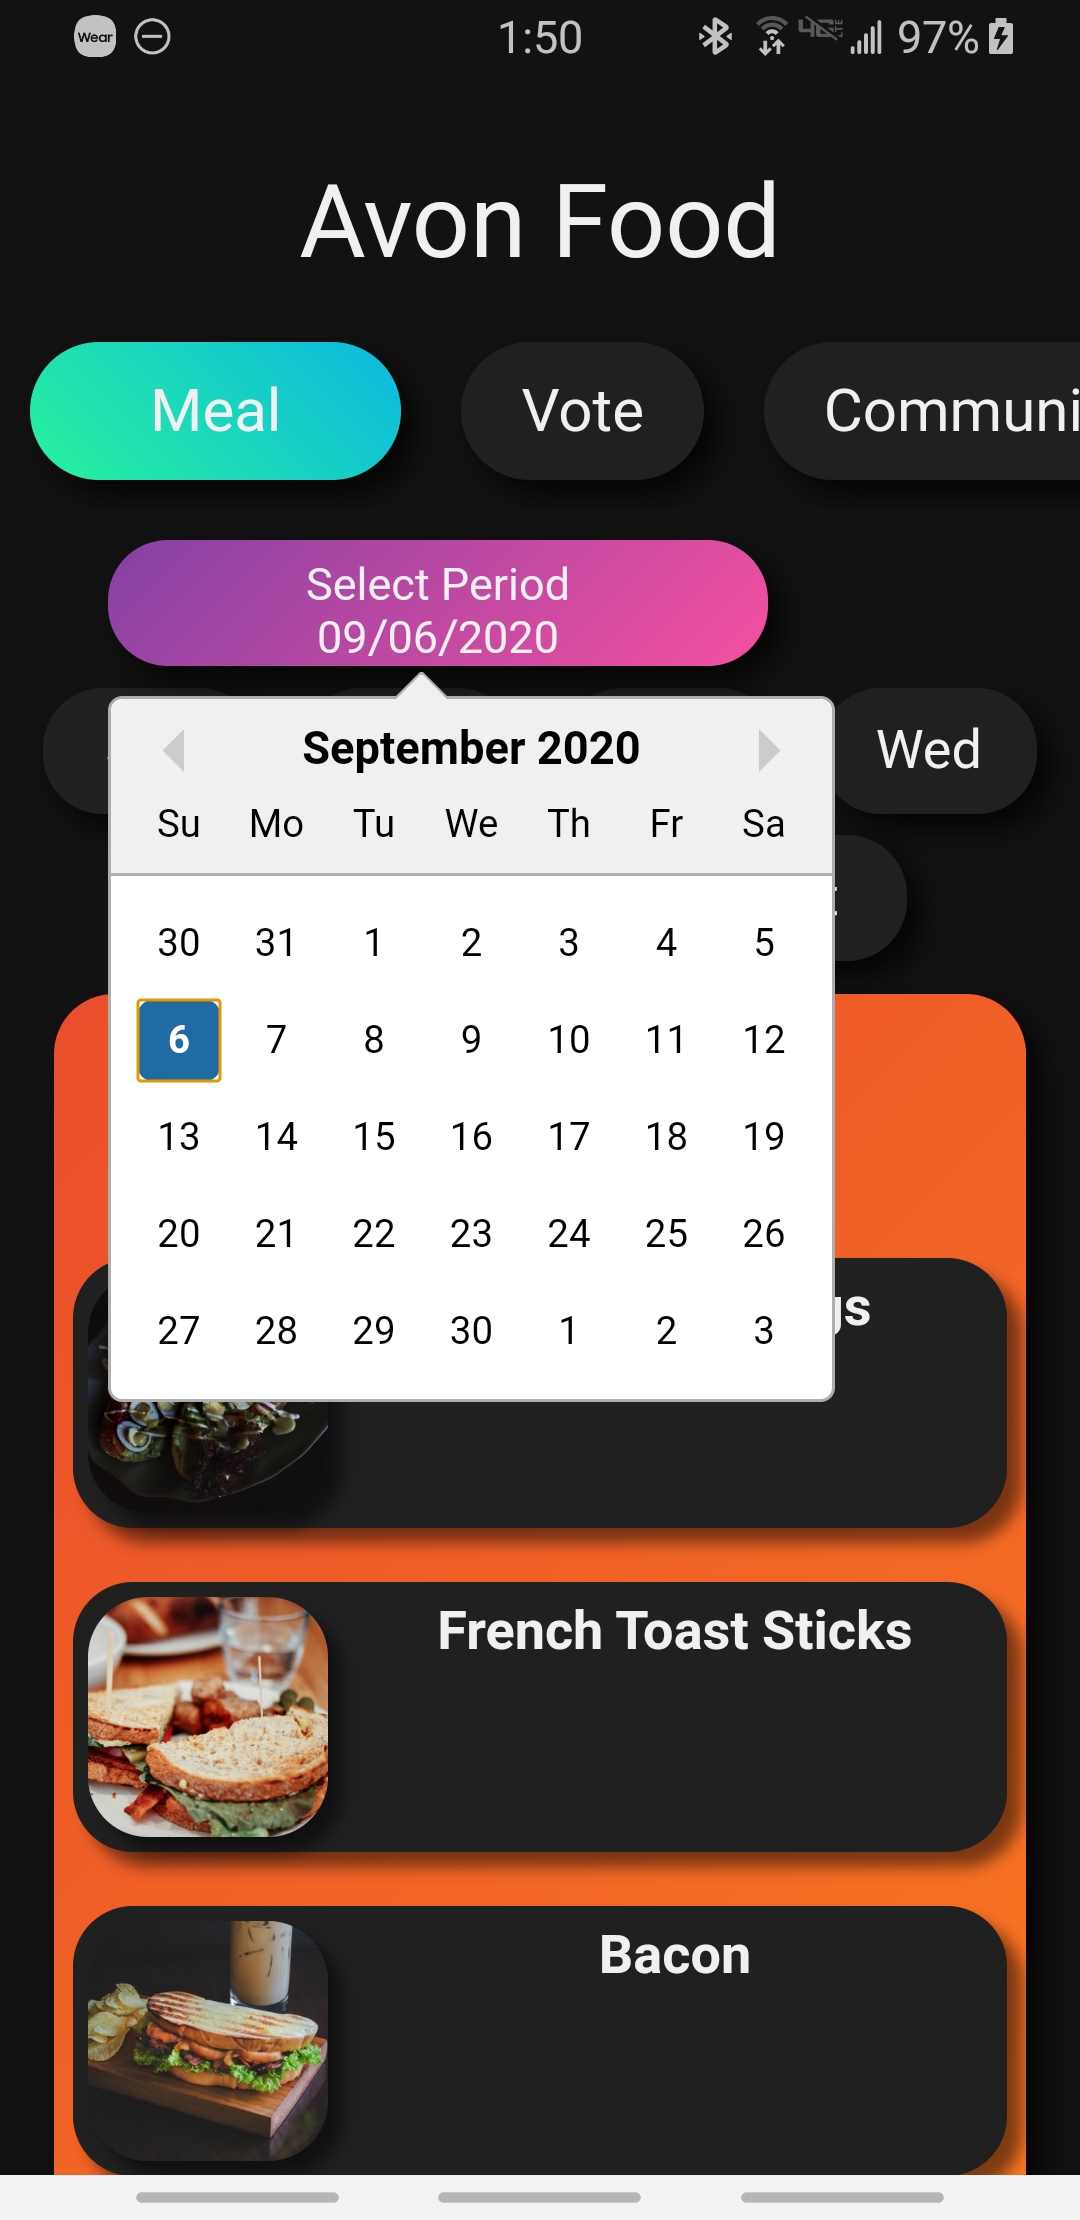 Wear 1:50 97%
Avon Food
Meal Vote Communi
Select Period
09/06/2020
September 2020
Wed
Su Mo Tu We Th Fr Sa
30 31 1 2 3 4 5
6 7 8 9 10 11 12
13 14 15 16 17 18 19
20 21 22 23 24 25 26
27 28 29 30 1 2 3
French Toast Sticks
Bacon